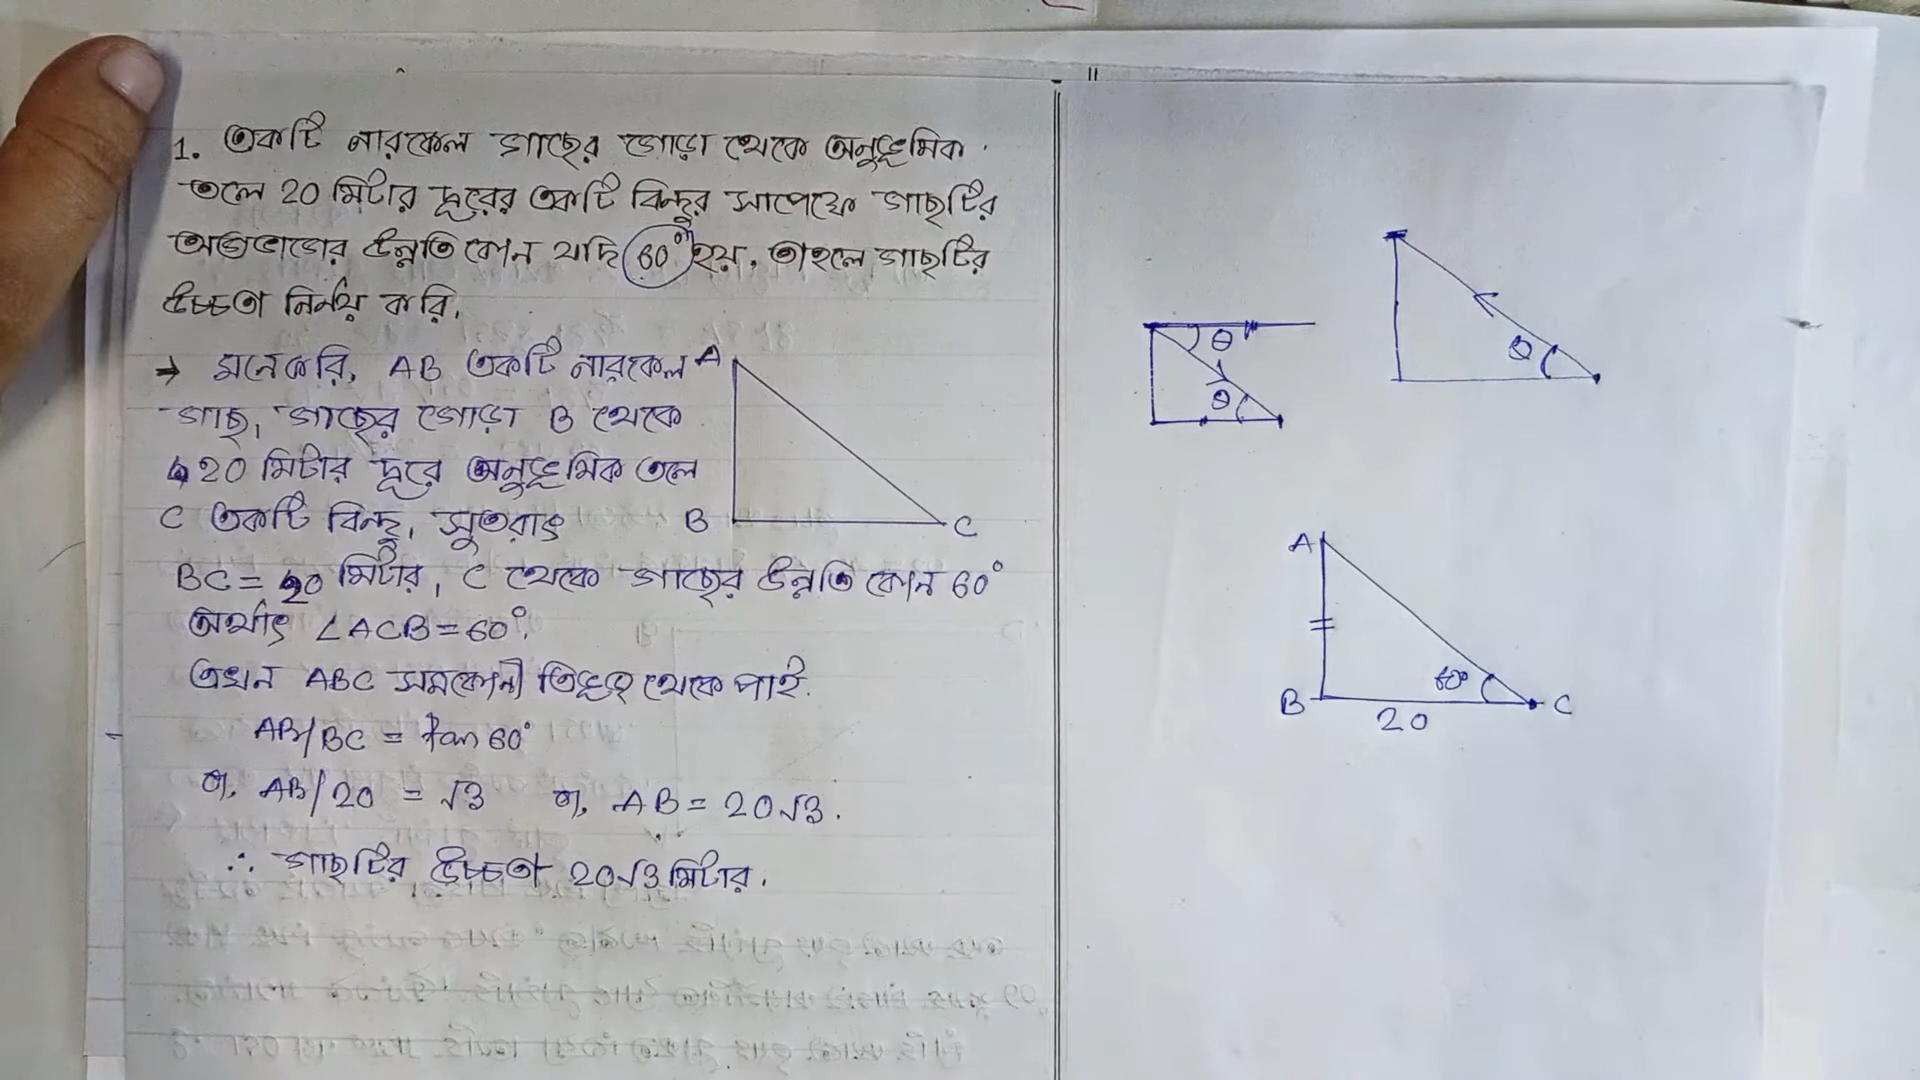 1. একটি নারকেল গাছের গোড়া থেকে অনুভূমিক
তলে 20 মিটার দূরের একটি বিন্দুর সাপেক্ষে গাছটির
অগ্রভাগের উন্নতি কোন যদি 60° হয়, তাহলে গাছটির
উচ্চতা নির্নয় করি।
→ মনেকরি, AB একটি নারকেল
গাছ, গাছের গোড়া B থেকে
20 মিটার দূরে অনুভূমিক তলে
C একটি বিন্দু, সুতরাং
BC = 20 মিটার, C থেকে গাছের উন্নতি কোন 60°
অর্থাৎ ∠ACB = 60°.
এখন ABC সমকোনী ত্রিভূজ থেকে পাই.
AB/BC = tan 60°
বা, AB/20 = √3 বা, AB = 20√3.
∴ গাছটির উচ্চতা 20√3 মিটার.
A
B
C
θ
θ
θ
A
B
60°
C
20